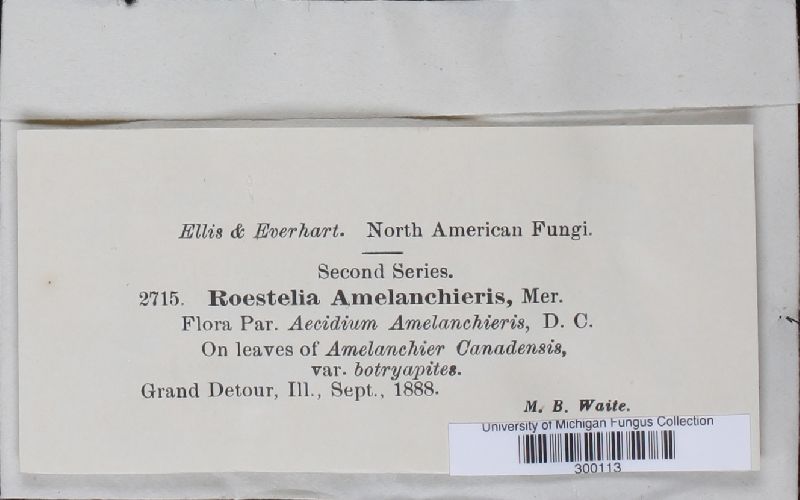 Ellis & Everhart. North American Fungi.
Second Series.
2715. Roestelia Amelanchieris, Mer.
Flora Par. Aecidium Amelanchieris, D. C.
On leaves of Amelanchier Canadensis,
var. botryapites.
Grand Detour, Ill., Sept., 1888.
M. B. Waite.
University of Michigan Fungus Collection
300113